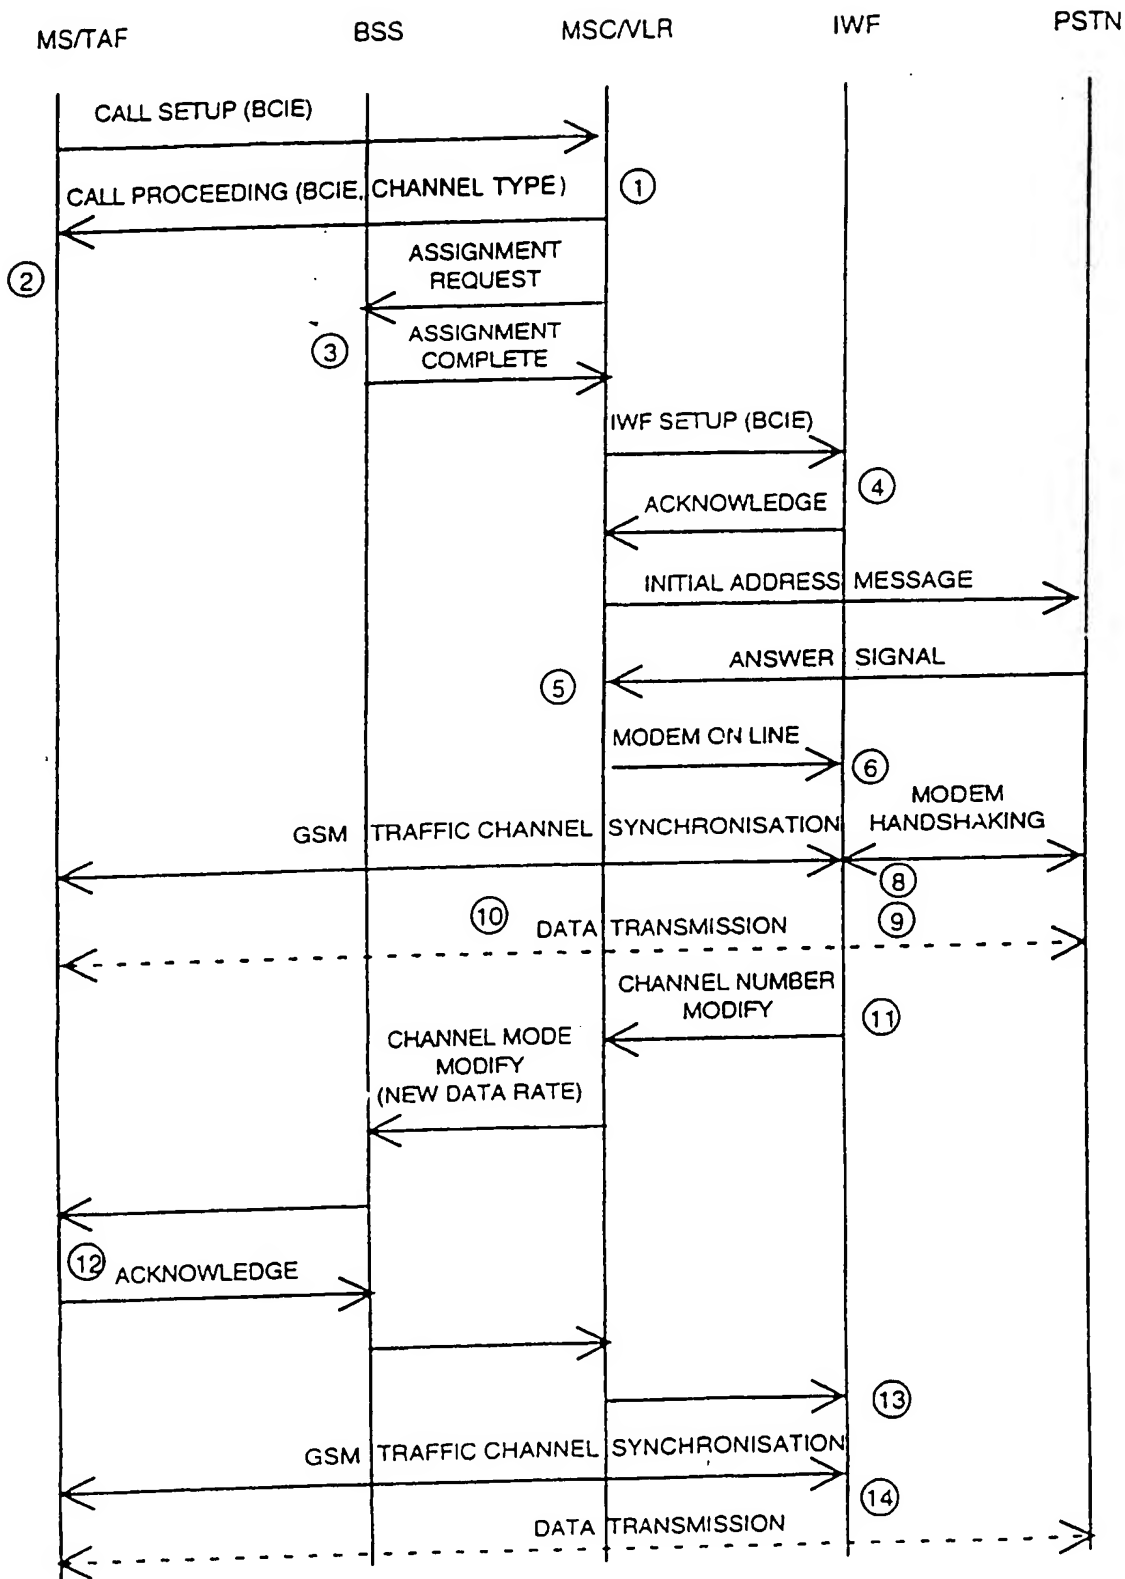 MS/TAF
BSS
MSC/VLR
IWF
PSTN
CALL SETUP (BCIE)
CALL PROCEEDING (BCIE, CHANNEL TYPE)
1
ASSIGNMENT
REQUEST
2
ASSIGNMENT
COMPLETE
3
IWF SETUP (BCIE)
4
ACKNOWLEDGE
INITIAL ADDRESS MESSAGE
ANSWER SIGNAL
5
MODEM ON LINE
6
MODEM
HANDSHAKING
GSM TRAFFIC CHANNEL SYNCHRONISATION
8
10
DATA TRANSMISSION
9
CHANNEL NUMBER
MODIFY
11
CHANNEL MODE
MODIFY
(NEW DATA RATE)
12
ACKNOWLEDGE
13
GSM TRAFFIC CHANNEL SYNCHRONISATION
14
DATA TRANSMISSION